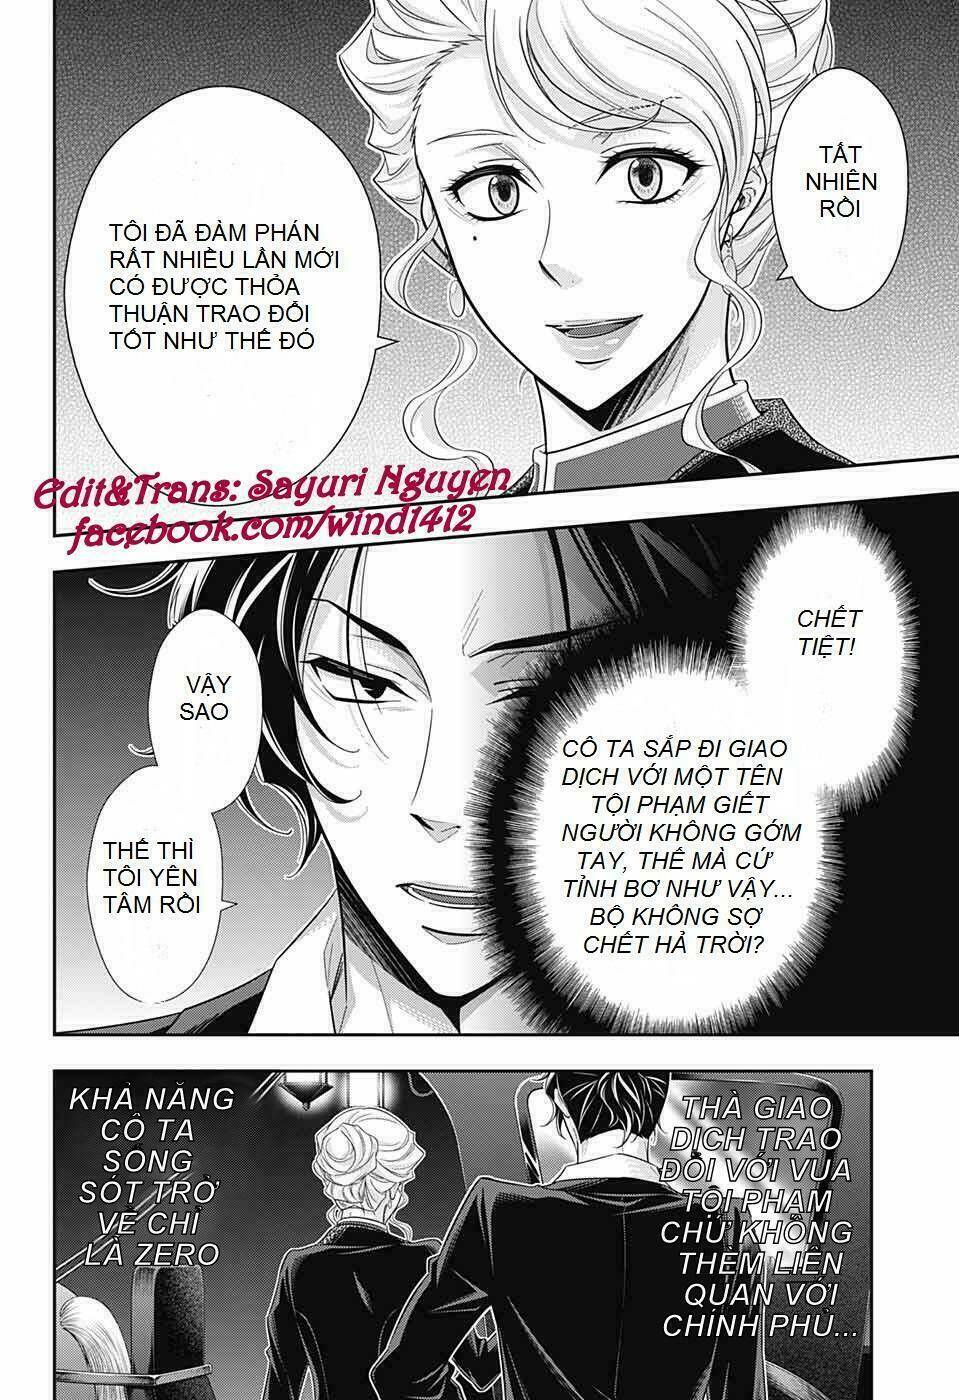 TẤT
NHIÊN
RỒI
TÔI ĐÃ ĐÀM PHÁN
RẤT NHIỀU LẦN MỚI
CÓ ĐƯỢC THỎA
THUẬN TRAO ĐỔI
TỐT NHƯ THẾ ĐÓ
Edit&Trans: Sayuri Nguyen
facebook.com/wind1412
CHẾT
TIỆT!
CÔ TA SẮP ĐI GIAO
DỊCH VỚI MỘT TÊN
TỘI PHẠM GIẾT
NGƯỜI KHÔNG GỚM
TAY, THẾ MÀ CỨ
TỈNH BƠ NHƯ VẬY...
BỘ KHÔNG SỢ
CHẾT HẢ TRỜI?
VẬY
SAO
THẾ THÌ
TÔI YÊN
TÂM RỒI
THÀ GIAO
DỊCH TRAO
ĐỔI VỚI VUA
TỘI PHẠM
CHỨ KHÔNG
THÈM LIÊN
QUAN VỚI
CHÍNH PHỦ...
KHẢ NĂNG
CÔ TA
SỐNG
SÓT TRỞ
VỀ CHỈ
LÀ ZERO